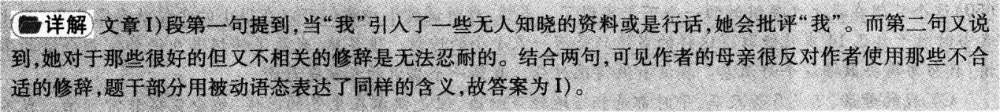 详解 文章I)段第一句提到,当“我”引入了一些无人知晓的资料或是行话,她会批评“我”。而第二句又说
到,她对于那些很好的但又不相关的修辞是无法忍耐的。结合两句,可见作者的母亲很反对作者使用那些不合
适的修辞,题干部分用被动语态表达了同样的含义,故答案为I)。